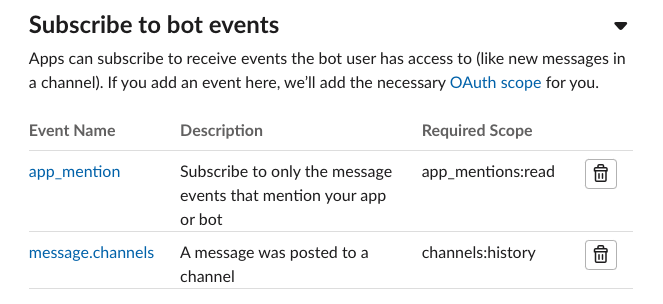 Subscribe to bot events
Apps can subscribe to receive events the bot user has access to (like new messages in
a channel). If you add an event here, we’ll add the necessary OAuth scope for you.
Event Name Description Required Scope
app_mention Subscribe to only the message app_mentions:read
events that mention your app
or bot
message.channels A message was posted to a channels:history
channel